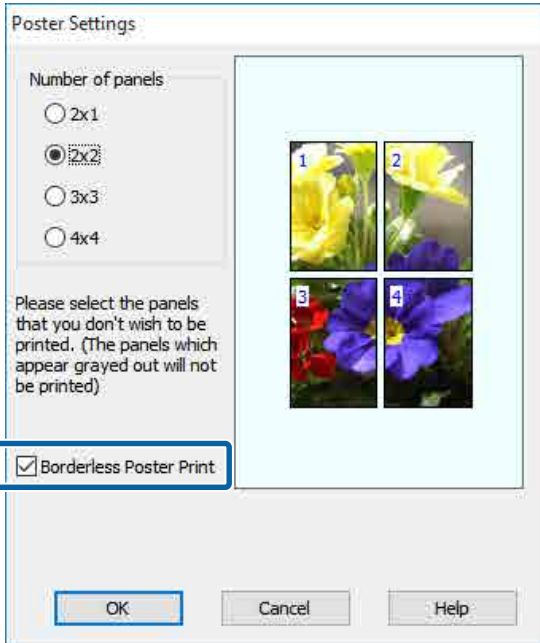 Poster Settings
Number of panels
2x1
2x2
3x3
4x4
Please select the panels
that you don't wish to be
printed. (The panels which
appear grayed out will not
be printed)
Borderless Poster Print
1 2
3 4
OK Cancel Help